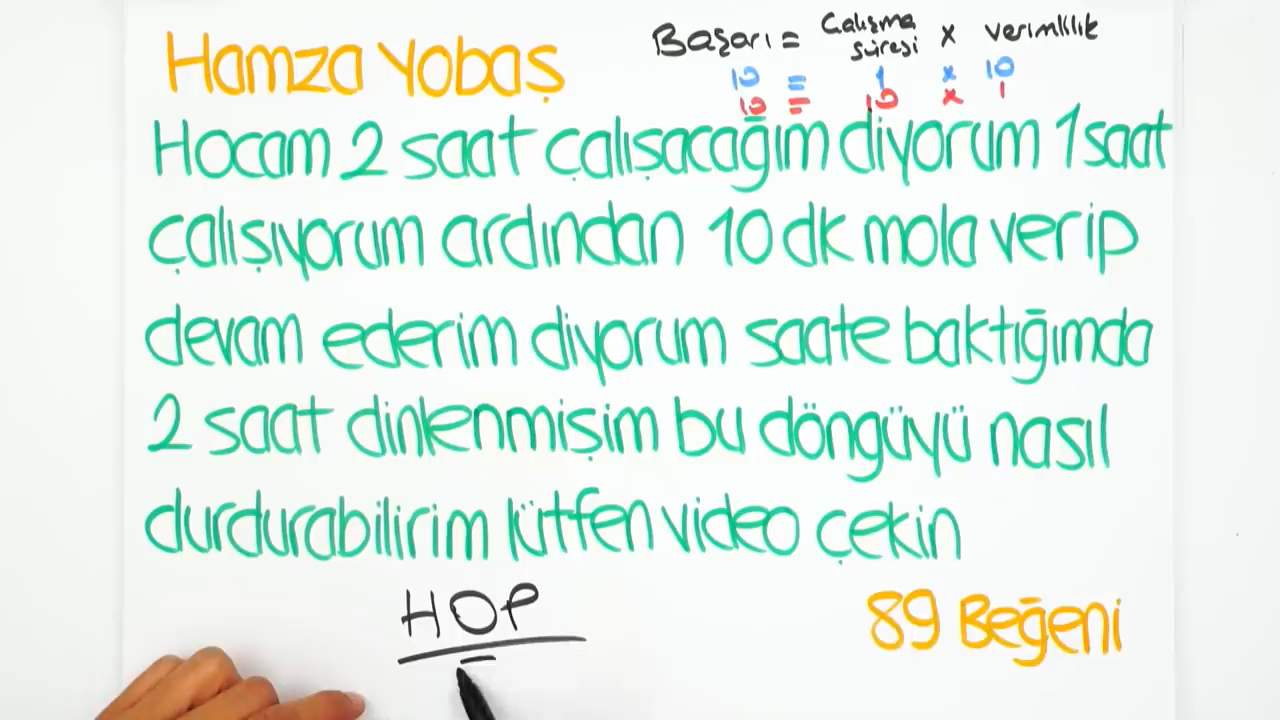 Hamza Yobaş
Başarı = Çalışma süresi x verimlilik
10 = 1 x 10
10 = 10 x 1
Hocam 2 saat çalışacağım diyorum 1 saat
çalışıyorum ardından 10 dk mola verip
devam ederim diyorum saate baktığımda
2 saat dinlenmişim bu döngüyü nasıl
durdurabilirim lütfen video çekin
HOP
89 Beğeni